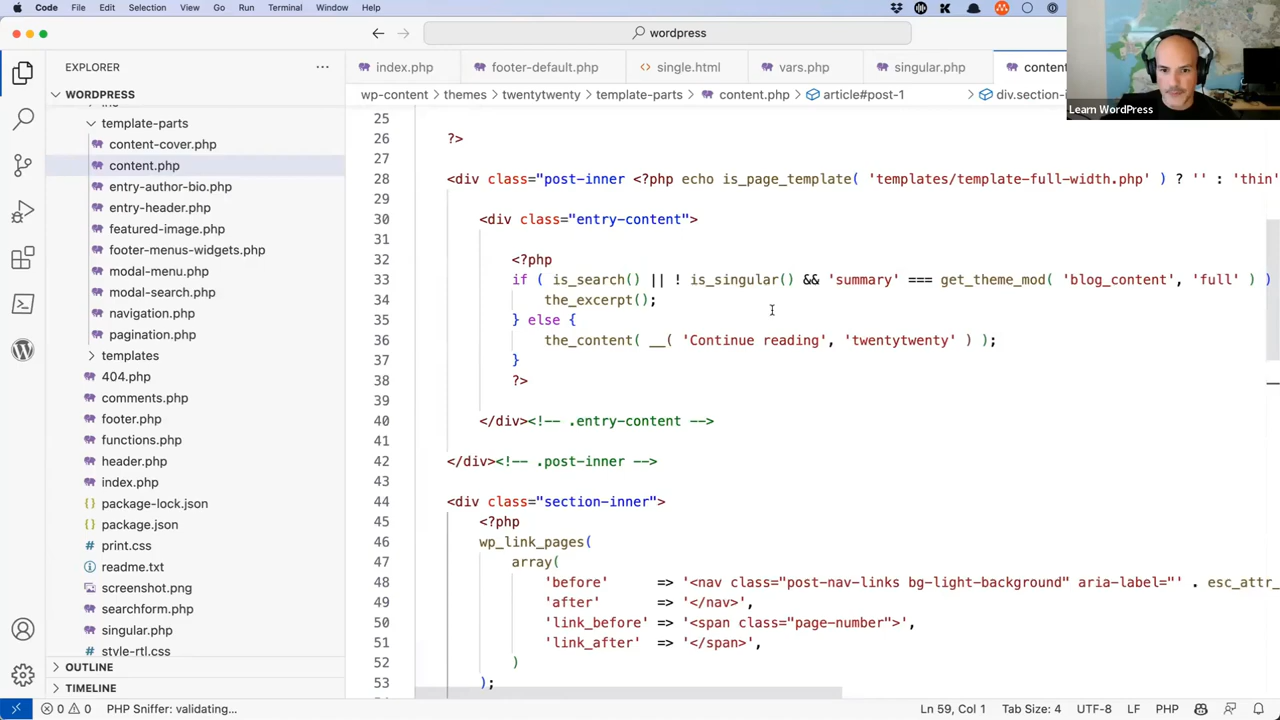 Code File Edit Selection View Go Run Terminal Window Help
wordpress
EXPLORER
index.php footer-default.php single.html vars.php singular.php content
WORDPRESS
wp-content > themes > twentytwenty > template-parts > content.php > article#post-1 > div.section-i
Learn WordPress
template-parts
content-cover.php
content.php
entry-author-bio.php
entry-header.php
featured-image.php
footer-menus-widgets.php
modal-menu.php
modal-search.php
navigation.php
pagination.php
templates
404.php
comments.php
footer.php
functions.php
header.php
index.php
package-lock.json
package.json
print.css
readme.txt
screenshot.png
searchform.php
singular.php
style-rtl.css
OUTLINE
TIMELINE
25
26 ?>
27
28 <div class="post-inner <?php echo is_page_template( 'templates/template-full-width.php' ) ? '' : 'thin'
29
30 <div class="entry-content">
31
32 <?php
33 if ( is_search() || ! is_singular() && 'summary' === get_theme_mod( 'blog_content', 'full' ) )
34 the_excerpt();
35 } else {
36 the_content( __( 'Continue reading', 'twentytwenty' ) );
37 }
38 ?>
39
40 </div><!-- .entry-content -->
41
42 </div><!-- .post-inner -->
43
44 <div class="section-inner">
45 <?php
46 wp_link_pages(
47 array(
48 'before' => '<nav class="post-nav-links bg-light-background" aria-label="' . esc_attr_
49 'after' => '</nav>',
50 'link_before' => '<span class="page-number">',
51 'link_after' => '</span>',
52 )
53 );
0 0 PHP Sniffer: validating... Ln 59, Col 1 Tab Size: 4 UTF-8 LF PHP